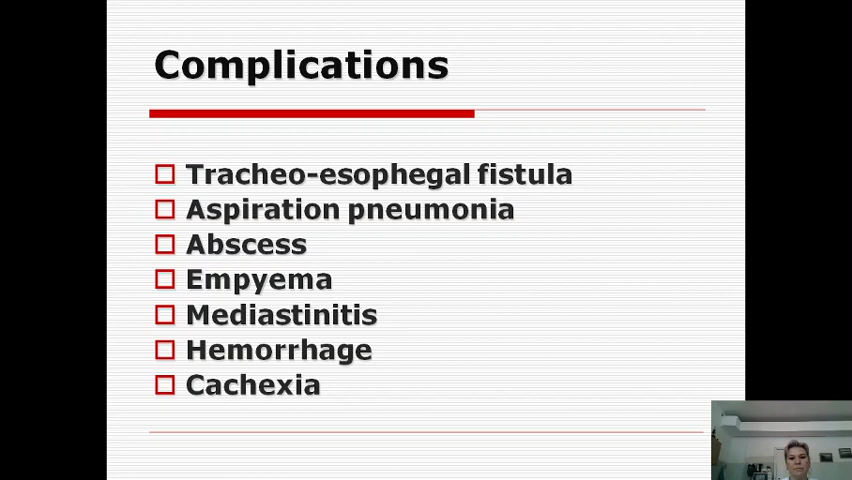 Complications
Tracheo-esophegal fistula
Aspiration pneumonia
Abscess
Empyema
Mediastinitis
Hemorrhage
Cachexia